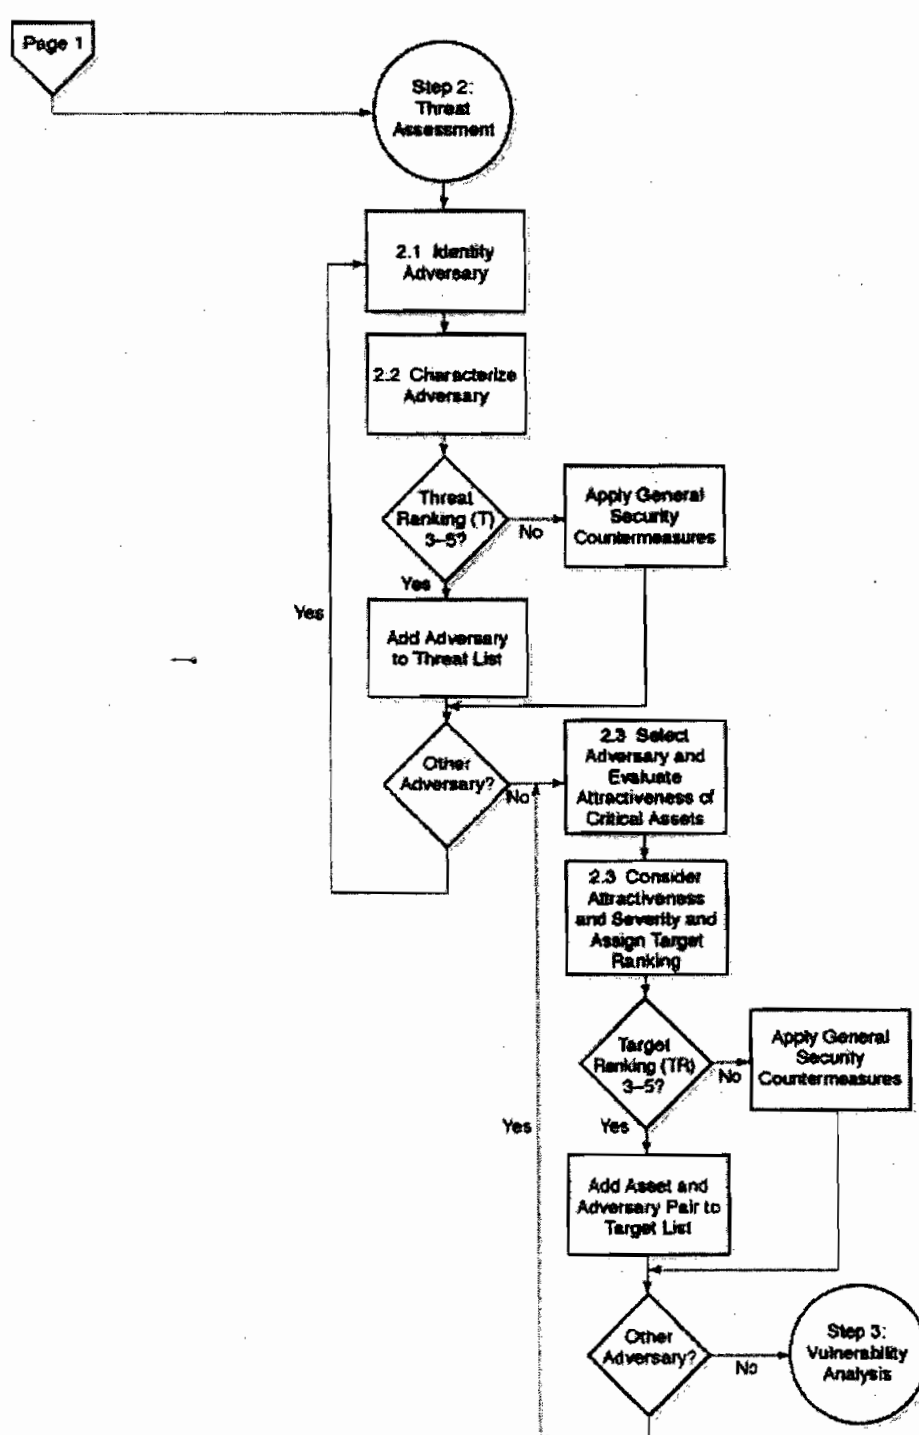 Page 1
Step 2:
Threat
Assessment
2.1 Identify
Adversary
2.2 Characterize
Adversary
Threat
Ranking (T)
3–5?
No
Apply General
Security
Countermeasures
Yes
Yes
Add Adversary
to Threat List
Other
Adversary?
No
2.3 Select
Adversary and
Evaluate
Attractiveness of
Critical Assets
2.3 Consider
Attractiveness
and Severity and
Assign Target
Ranking
Target
Ranking (TR)
3–5?
No
Apply General
Security
Countermeasures
Yes
Yes
Add Asset and
Adversary Pair to
Target List
Other
Adversary?
No
Step 3:
Vulnerability
Analysis